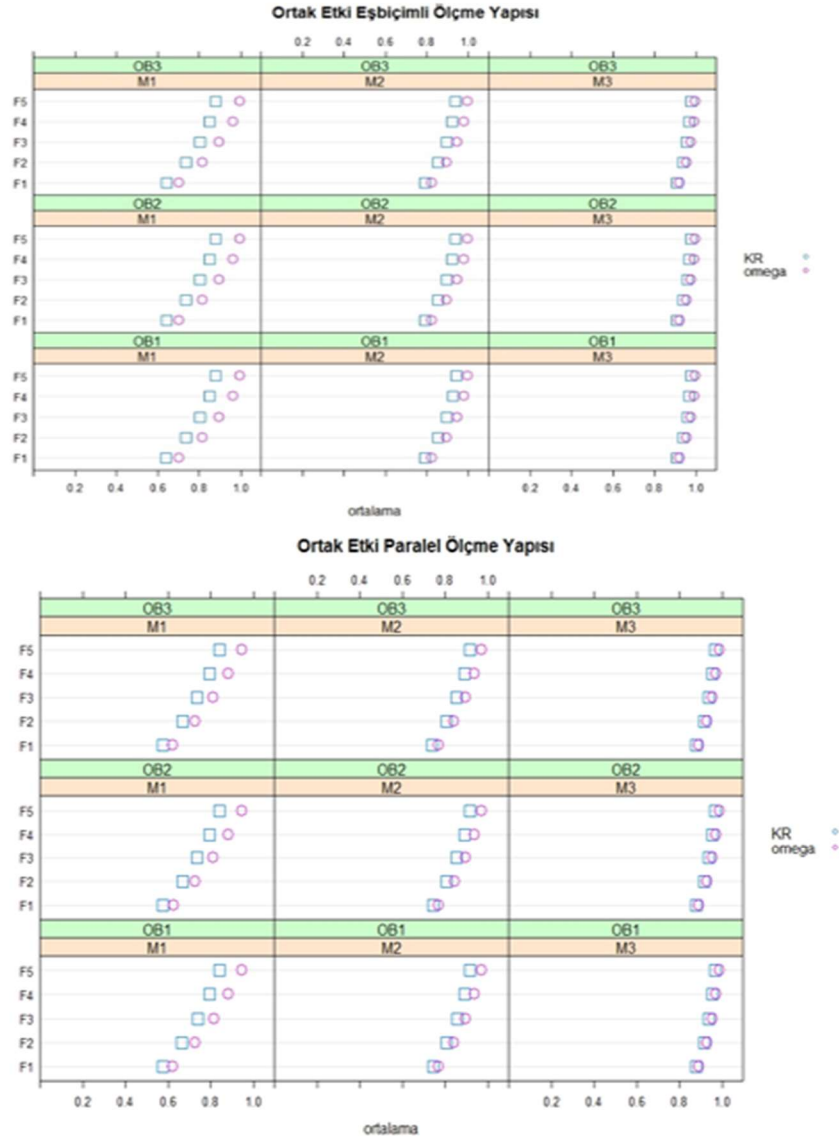 Ortak Etki Eşbiçimli Ölçme Yapısı
0.2 0.4 0.6 0.8 1.0
OB3 OB3 OB3
M1 M2 M3
F5
F4
F3
F2
F1
OB2 OB2 OB2
M1 M2 M3
F5
F4
F3
F2
F1
KR
omega
OB1 OB1 OB1
M1 M2 M3
F5
F4
F3
F2
F1
0.2 0.4 0.6 0.8 1.0 0.2 0.4 0.6 0.8 1.0
ortalama
Ortak Etki Paralel Ölçme Yapısı
0.2 0.4 0.6 0.8 1.0
OB3 OB3 OB3
M1 M2 M3
F5
F4
F3
F2
F1
OB2 OB2 OB2
M1 M2 M3
F5
F4
F3
F2
F1
KR
omega
OB1 OB1 OB1
M1 M2 M3
F5
F4
F3
F2
F1
0.2 0.4 0.6 0.8 1.0 0.2 0.4 0.6 0.8 1.0
ortalama